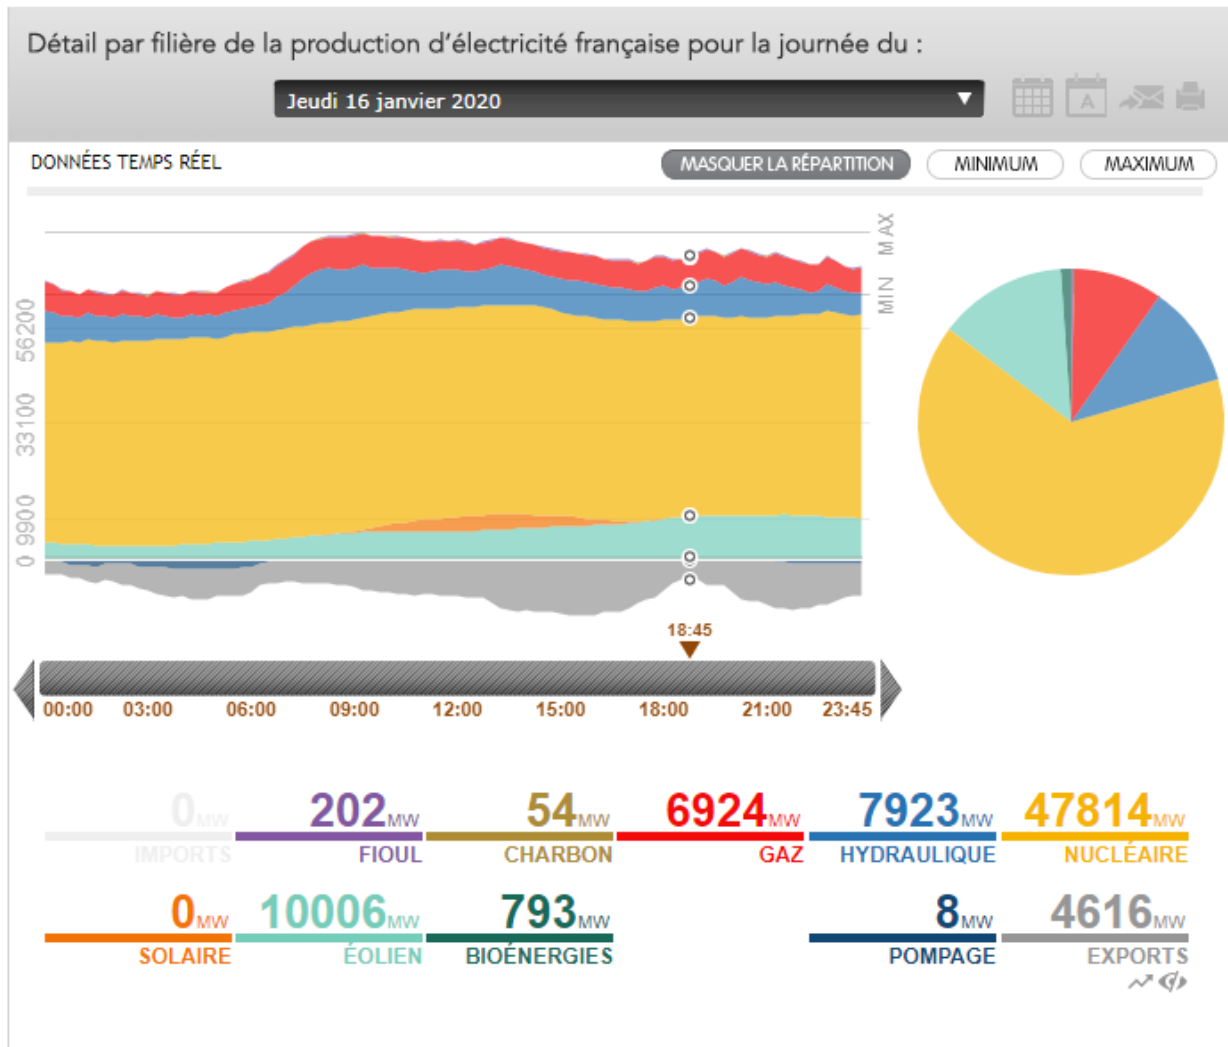 Détail par filière de la production d'électricité française pour la journée du :
Jeudi 16 janvier 2020
A
DONNÉES TEMPS RÉEL
MASQUER LA RÉPARTITION
MINIMUM
MAXIMUM
MAX
MIN
56200
33100
9900
0
18:45
00:00 03:00 06:00 09:00 12:00 15:00 18:00 21:00 23:45
0MW 202MW 54MW 6924MW 7923MW 47814MW
IMPORTS FIOUL CHARBON GAZ HYDRAULIQUE NUCLÉAIRE
0MW 10006MW 793MW 8MW 4616MW
SOLAIRE ÉOLIEN BIOÉNERGIES POMPAGE EXPORTS